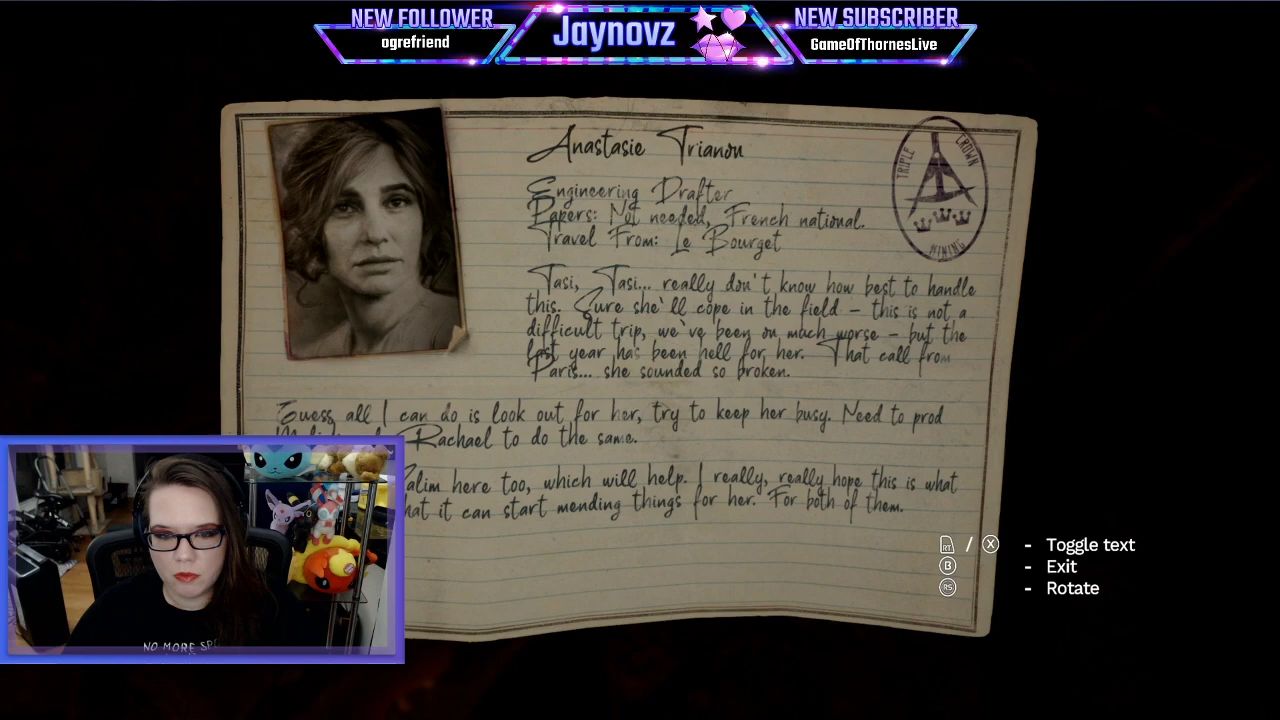 NEW FOLLOWER
ogrefriend
Jaynovz
NEW SUBSCRIBER
GameOfThornesLive
Anastasie Trianon
TRIPLE CROWN
MINING
Engineering Drafter
Papers: Not needed, French national.
Travel From: Le Bourget
Tasi, Tasi... really don't know how best to handle
this. Sure she'll cope in the field – this is not a
difficult trip, we've been on much worse – but the
last year has been hell for her. That call from
Paris... she sounded so broken.
Guess all I can do is look out for her, try to keep her busy. Need to prod
Rachael to do the same.
Salim here too, which will help. I really, really hope this is what
that it can start mending things for her. For both of them.
RT / X - Toggle text
B - Exit
RS - Rotate
NO MORE